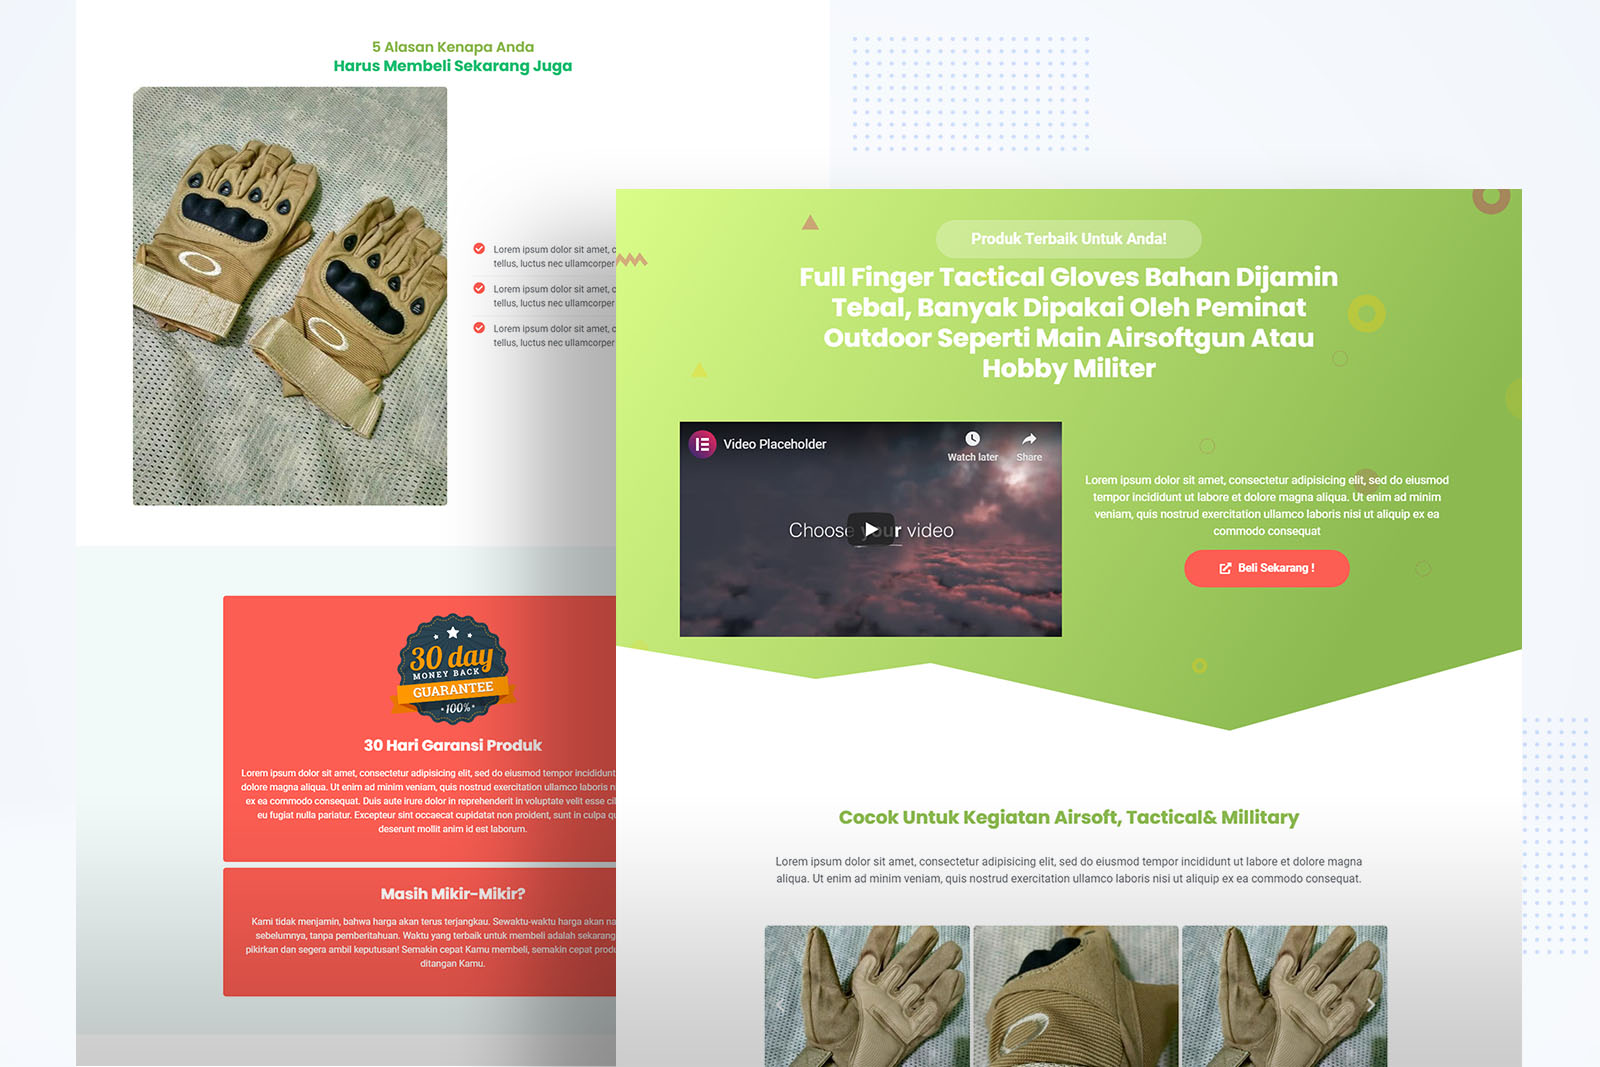 5 Alasan Kenapa Anda
Harus Membeli Sekarang Juga
Lorem ipsum dolor sit amet,
tellus, luctus nec ullamcorper
Lorem ipsum dolor sit amet,
tellus, luctus nec ullamcorper
Lorem ipsum dolor sit amet,
tellus, luctus nec ullamcorper
30 day
MONEY BACK
GUARANTEE
100%
30 Hari Garansi Produk
Lorem ipsum dolor sit amet, consectetur adipisicing elit, sed do eiusmod tempor incididunt
dolore magna aliqua. Ut enim ad minim veniam, quis nostrud exercitation ullamco laboris
ex ea commodo consequat. Duis aute irure dolor in reprehenderit in voluptate velit esse
eu fugiat nulla pariatur. Excepteur sint occaecat cupidatat non proident, sunt in culpa
deserunt mollit anim id est laborum.
Masih Mikir-Mikir?
Kami tidak menjamin, bahwa harga akan terus terjangkau. Sewaktu-waktu harga akan
sebelumnya, tanpa pemberitahuan. Waktu yang terbaik untuk membeli adalah sekarang
pikirkan dan segera ambil keputusan! Semakin cepat Kamu membeli, semakin cepat
ditangan Kamu.
Produk Terbaik Untuk Anda!
Full Finger Tactical Gloves Bahan Dijamin
Tebal, Banyak Dipakai Oleh Peminat
Outdoor Seperti Main Airsoftgun Atau
Hobby Militer
Video Placeholder
Watch later
Share
Choose your video
Lorem ipsum dolor sit amet, consectetur adipisicing elit, sed do eiusmod
tempor incididunt ut labore et dolore magna aliqua. Ut enim ad minim
veniam, quis nostrud exercitation ullamco laboris nisi ut aliquip ex ea
commodo consequat
Beli Sekarang !
Cocok Untuk Kegiatan Airsoft, Tactical& Millitary
Lorem ipsum dolor sit amet, consectetur adipisicing elit, sed do eiusmod tempor incididunt ut labore et dolore magna
aliqua. Ut enim ad minim veniam, quis nostrud exercitation ullamco laboris nisi ut aliquip ex ea commodo consequat.